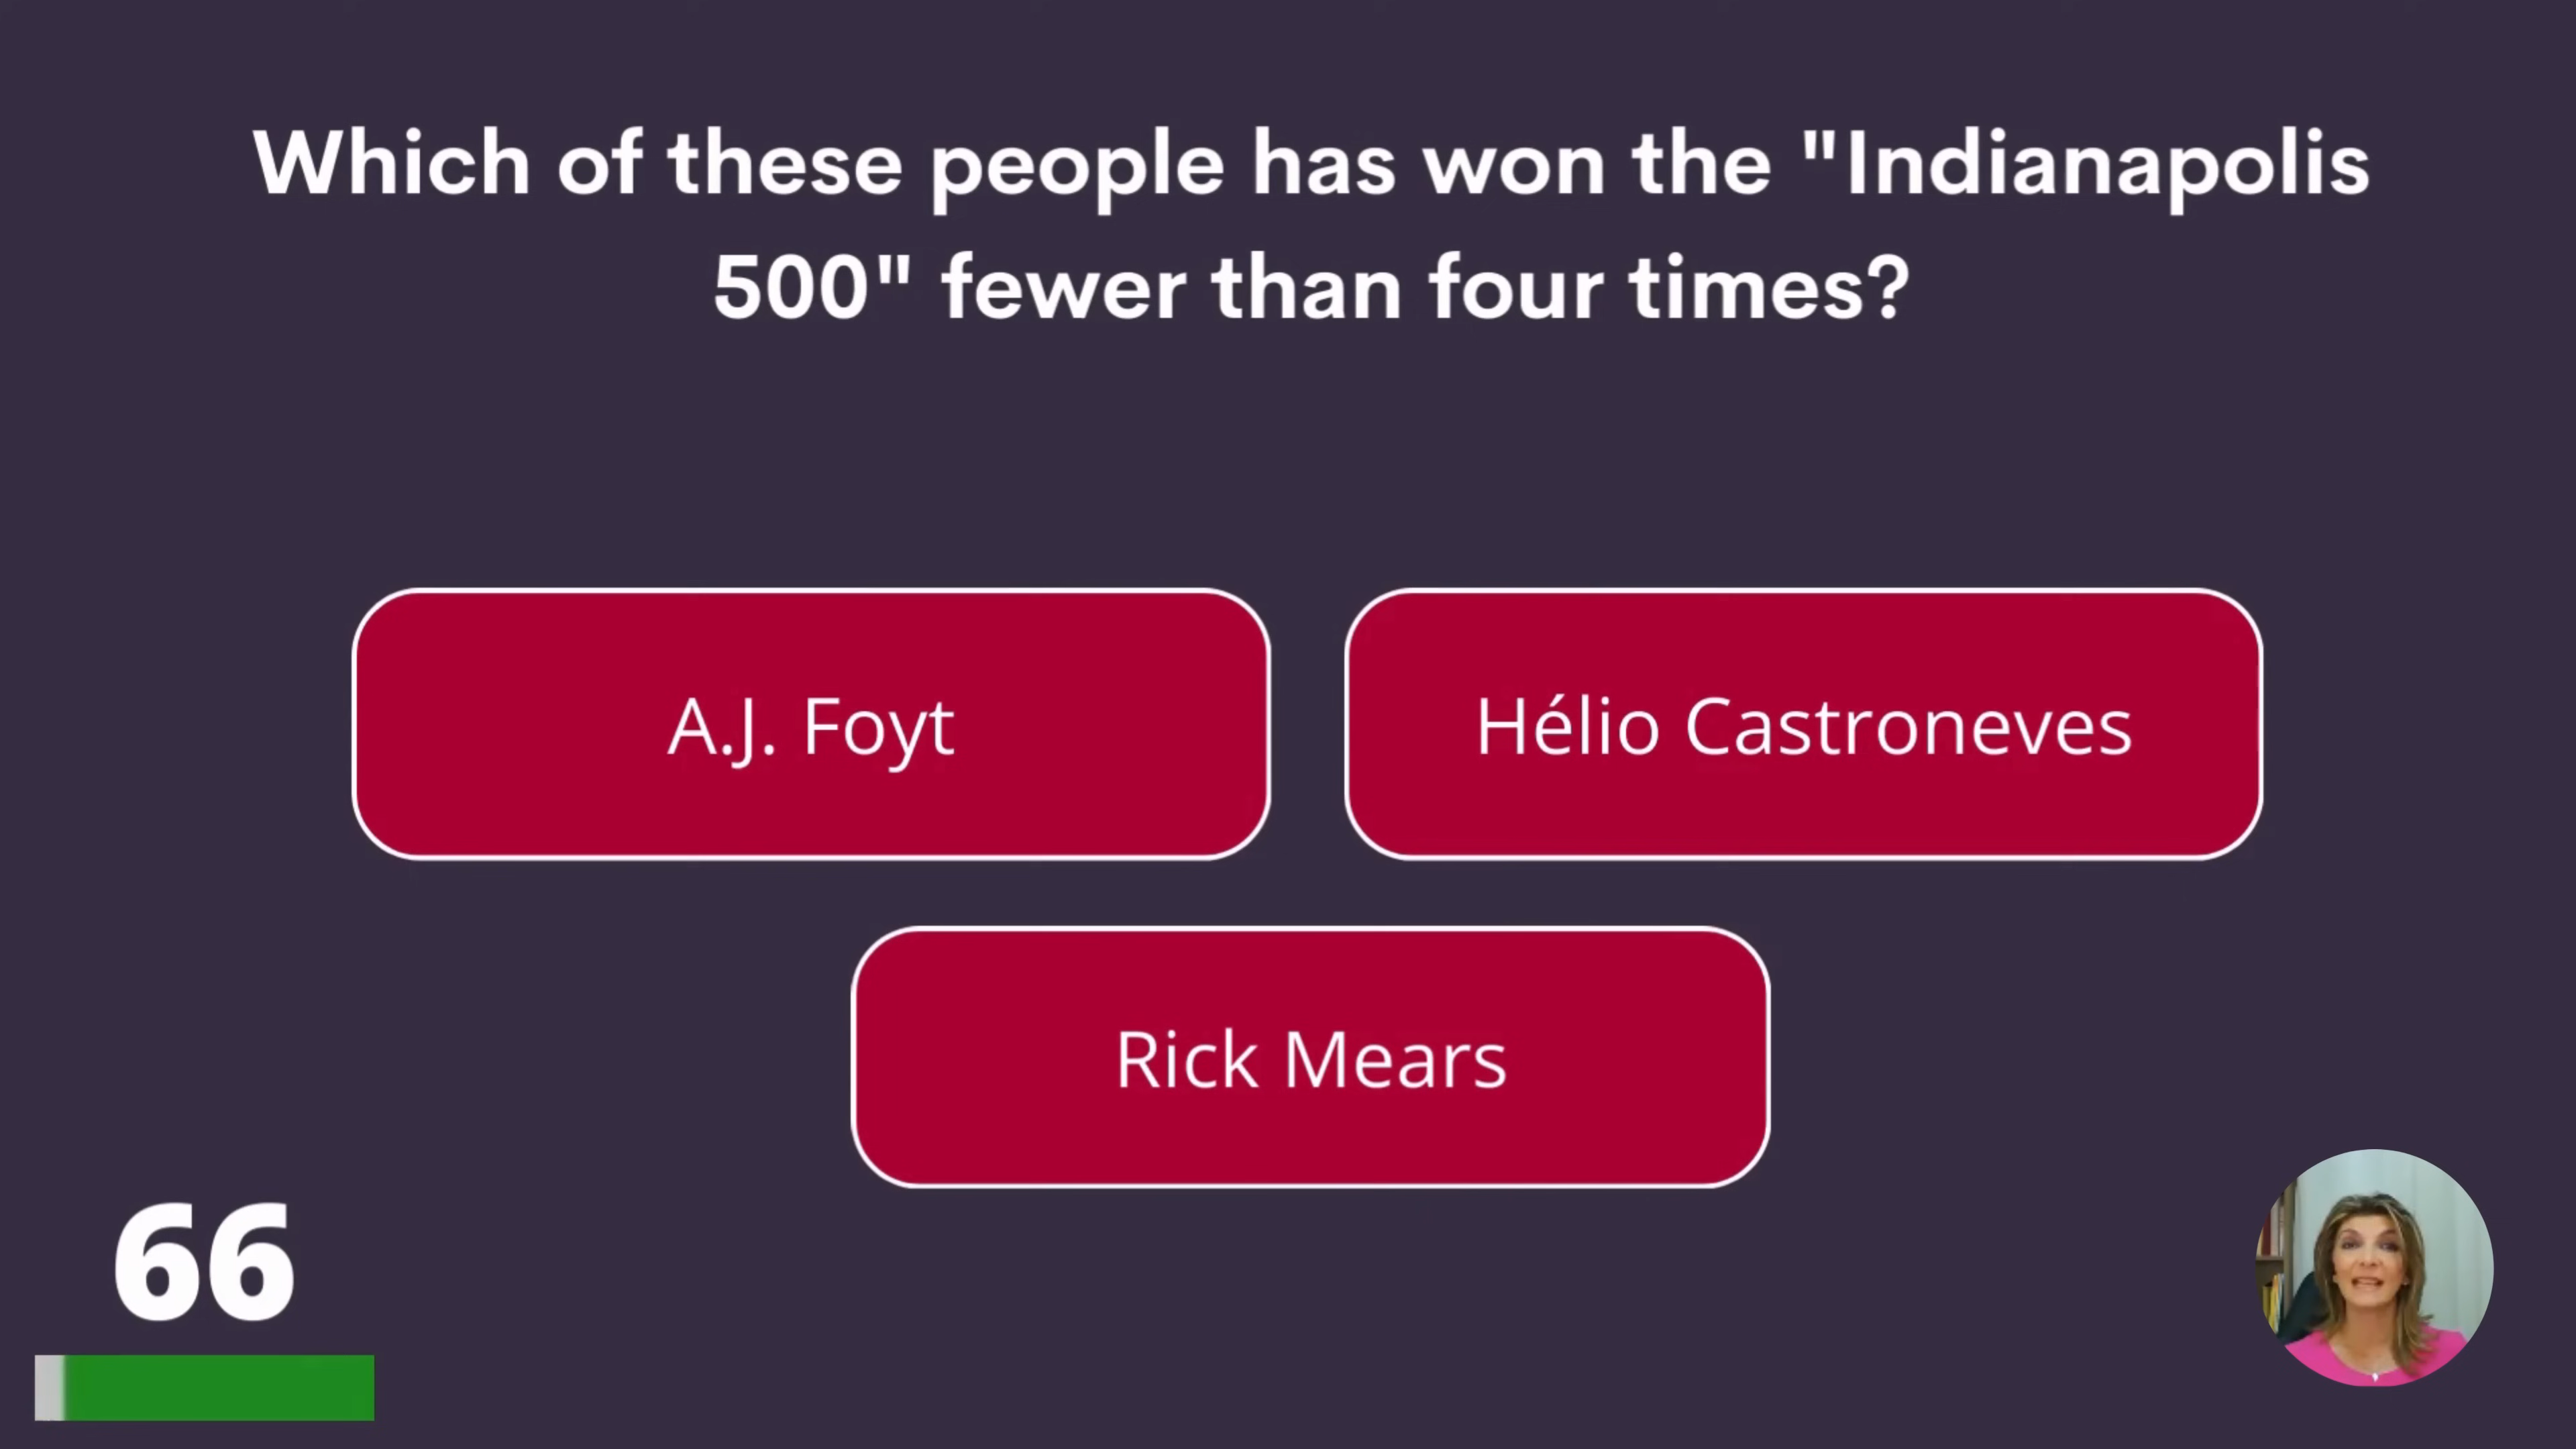 Which of these people has won the "Indianapolis
500" fewer than four times?
A.J. Foyt
Hélio Castroneves
Rick Mears
66